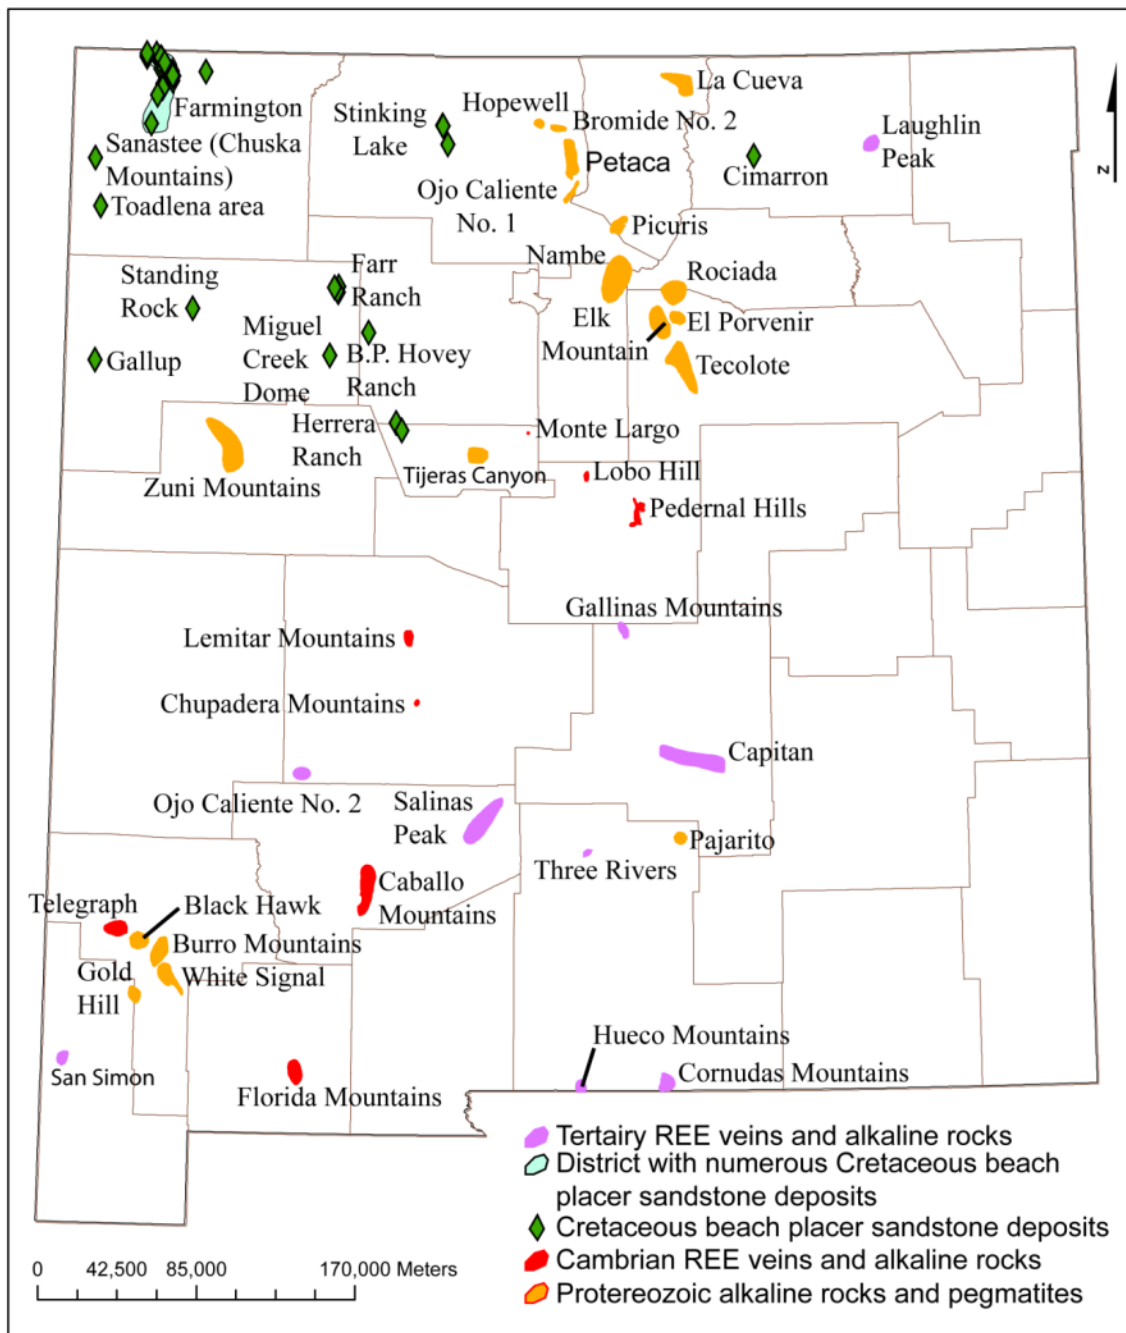 La Cueva
Hopewell
Bromide No. 2
Laughlin
Peak
Farmington
Stinking
Lake
Sanastee (Chuska
Mountains)
Petaca
Cimarron
N
Toadlena area
Ojo Caliente
No. 1
Picuris
Nambe
Standing
Rock
Farr
Ranch
Rociada
Elk
Mountain
El Porvenir
Miguel
Creek
Dome
B.P. Hovey
Ranch
Gallup
Tecolote
Herrera
Ranch
Monte Largo
Tijeras Canyon
Lobo Hill
Zuni Mountains
Pedernal Hills
Gallinas Mountains
Lemitar Mountains
Chupadera Mountains
Capitan
Ojo Caliente No. 2
Salinas
Peak
Pajarito
Three Rivers
Caballo
Mountains
Telegraph
Black Hawk
Burro Mountains
White Signal
Gold
Hill
Hueco Mountains
San Simon
Cornudas Mountains
Florida Mountains
Tertairy REE veins and alkaline rocks
District with numerous Cretaceous beach
placer sandstone deposits
Cretaceous beach placer sandstone deposits
Cambrian REE veins and alkaline rocks
Protereozoic alkaline rocks and pegmatites
0 42,500 85,000 170,000 Meters